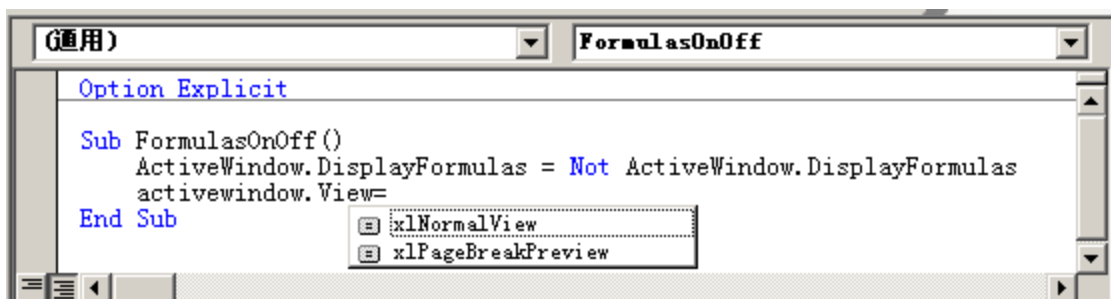 (通用) FormulasOnOff
Option Explicit
Sub FormulasOnOff()
ActiveWindow.DisplayFormulas = Not ActiveWindow.DisplayFormulas
activewindow.View=
End Sub
xlNormalView
xlPageBreakPreview